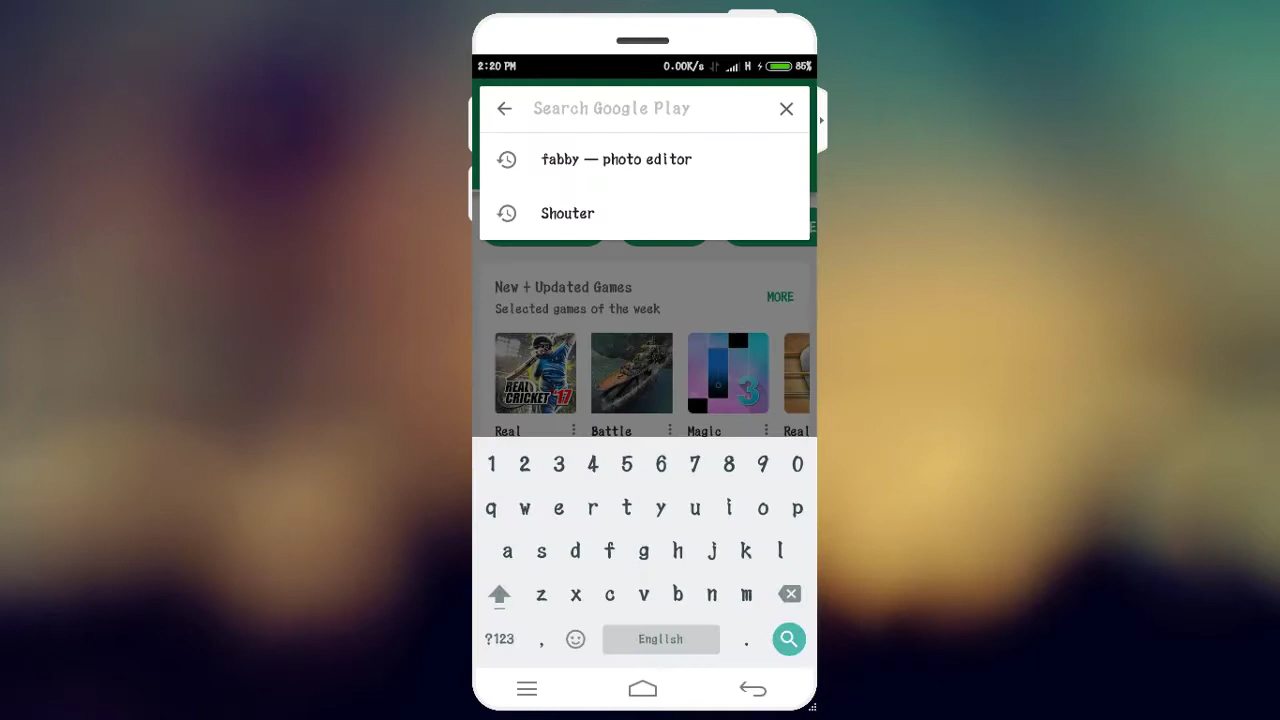 2:20 PM 0.00K/s H 85%
Search Google Play
fabby — photo editor
Shouter
E
New + Updated Games
MORE
Selected games of the week
REAL CRICKET '17
3
Real Battle Magic Real
1 2 3 4 5 6 7 8 9 0
q w e r t y u i o p
a s d f g h j k l
z x c v b n m
?123 , English .